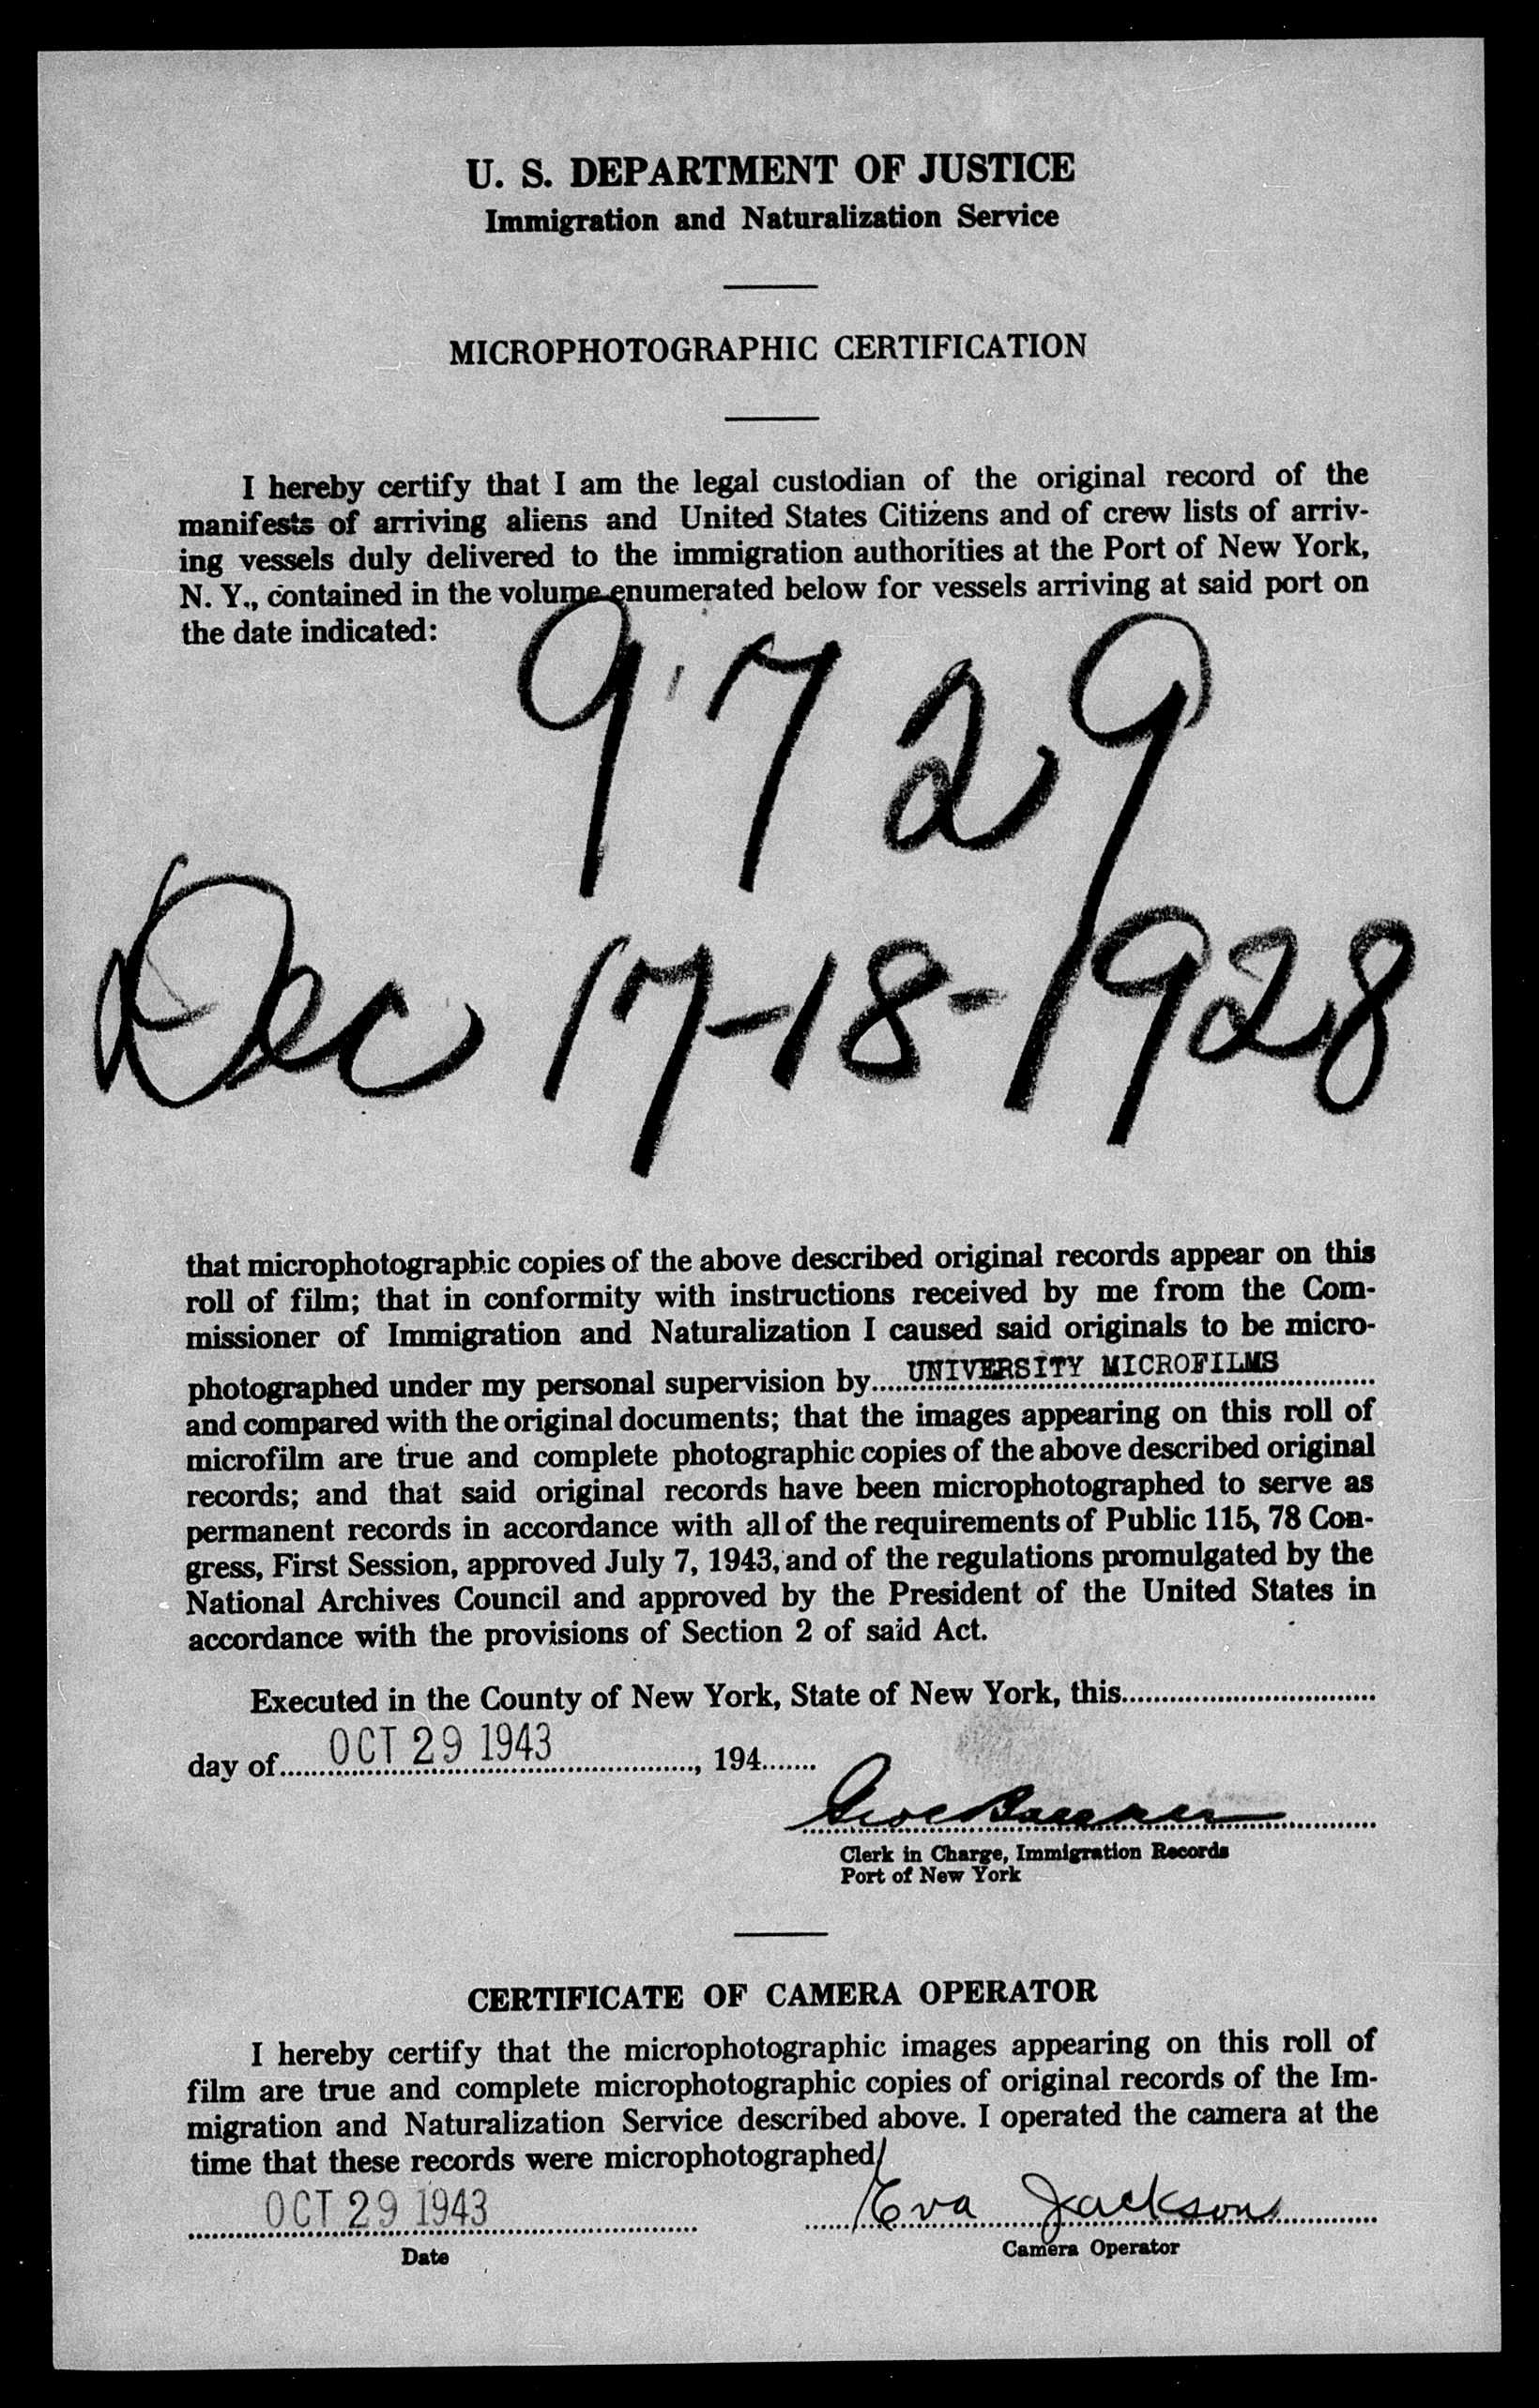 U. S. DEPARTMENT OF JUSTICE
Immigration and Naturalization Service
MICROPHOTOGRAPHIC CERTIFICATION
I hereby certify that I am the legal custodian of the original record of the
manifests of arriving aliens and United States Citizens and of crew lists of arriv-
ing vessels duly delivered to the immigration authorities at the Port of New York,
N. Y., contained in the volume enumerated below for vessels arriving at said port on
the date indicated:
9729
Dec 17-18-1928
that microphotographic copies of the above described original records appear on this
roll of film; that in conformity with instructions received by me from the Com-
missioner of Immigration and Naturalization I caused said originals to be micro-
photographed under my personal supervision by UNIVERSITY MICROFILMS
and compared with the original documents; that the images appearing on this roll of
microfilm are true and complete photographic copies of the above described original
records; and that said original records have been microphotographed to serve as
permanent records in accordance with all of the requirements of Public 115, 78 Con-
gress, First Session, approved July 7, 1943, and of the regulations promulgated by the
National Archives Council and approved by the President of the United States in
accordance with the provisions of Section 2 of said Act.
Executed in the County of New York, State of New York, this
day of OCT 29 1943, 194
Clerk in Charge, Immigration Records
Port of New York
CERTIFICATE OF CAMERA OPERATOR
I hereby certify that the microphotographic images appearing on this roll of
film are true and complete microphotographic copies of original records of the Im-
migration and Naturalization Service described above. I operated the camera at the
time that these records were microphotographed
OCT 29 1943 Eva Jackson
Date Camera Operator